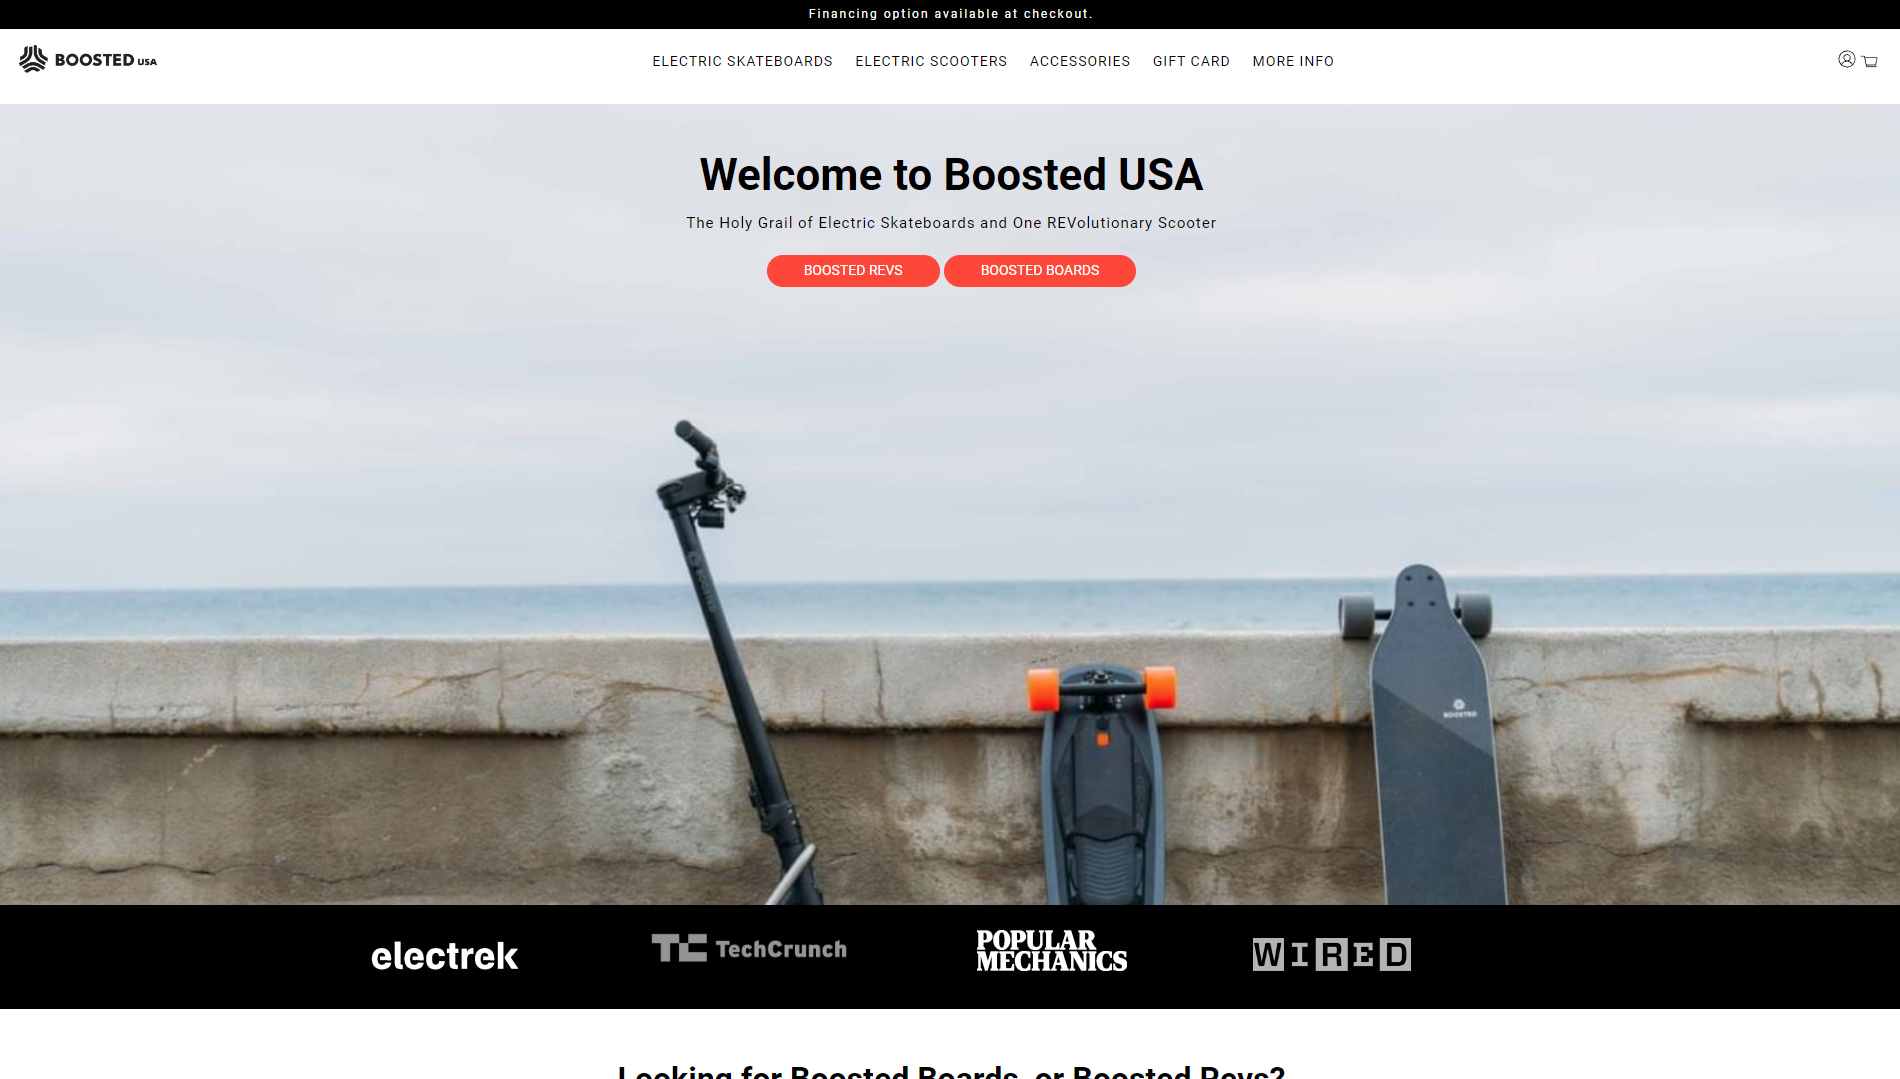 Financing option available at checkout.
BOOSTED USA
ELECTRIC SKATEBOARDS ELECTRIC SCOOTERS ACCESSORIES GIFT CARD MORE INFO
Welcome to Boosted USA
The Holy Grail of Electric Skateboards and One REVolutionary Scooter
BOOSTED REVS BOOSTED BOARDS
BOOSTED
BOOSTED
electrek
TC TechCrunch
POPULAR
MECHANICS
WIRED
Looking for Boosted Boards, or Boosted Revs?